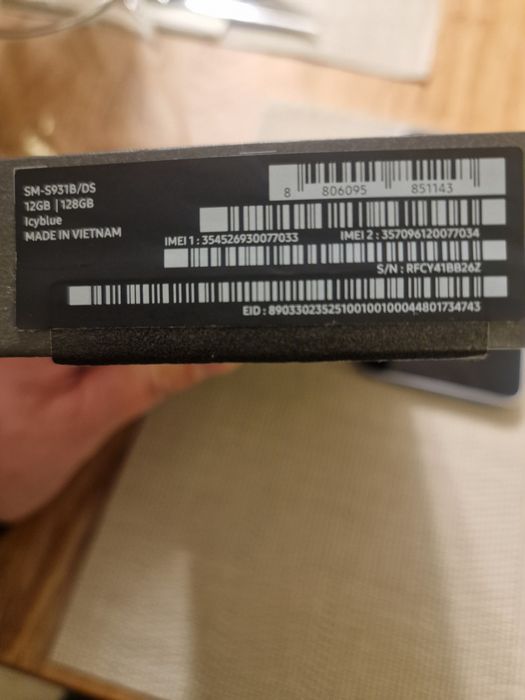 SM-S931B/DS
12GB | 128GB
Icyblue
MADE IN VIETNAM
8 806095 851143
IMEI 1 : 354526930077033 IMEI 2 : 357096120077034
S/N : RFCY41BB26Z
EID : 89033023525100100100044801734743